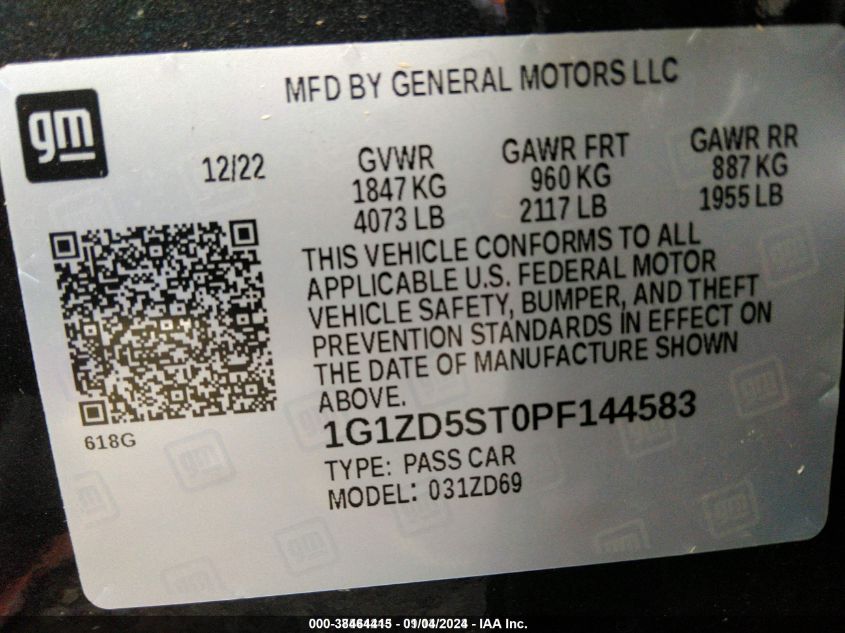 MFD BY GENERAL MOTORS LLC
gm
12/22
GVWR
1847 KG
4073 LB
GAWR FRT
960 KG
2117 LB
GAWR RR
887 KG
1955 LB
THIS VEHICLE CONFORMS TO ALL
APPLICABLE U.S. FEDERAL MOTOR
VEHICLE SAFETY, BUMPER, AND THEFT
PREVENTION STANDARDS IN EFFECT ON
THE DATE OF MANUFACTURE SHOWN
ABOVE.
618G
1G1ZD5ST0PF144583
TYPE: PASS CAR
MODEL: 031ZD69
- IAA Inc.